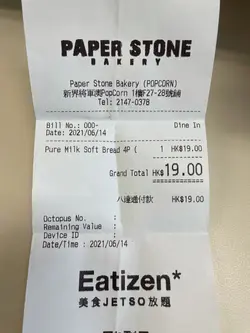 PAPER STONE
BAKERY
Paper Stone Bakery (POPCORN)
新界將軍澳PopCorn 1樓F27-28號鋪
Tel: 2147-0378
Bill No.: 000- Dine In
Date: 2021/06/14
Pure Milk Soft Bread 4P ( 1 HK$19.00
Grand Total HK$19.00
八達通付款 HK$19.00
Octopus No. :
Remaining Value :
Device ID :
Date/Time : 2021/06/14
Eatizen*
美食JETSO放題